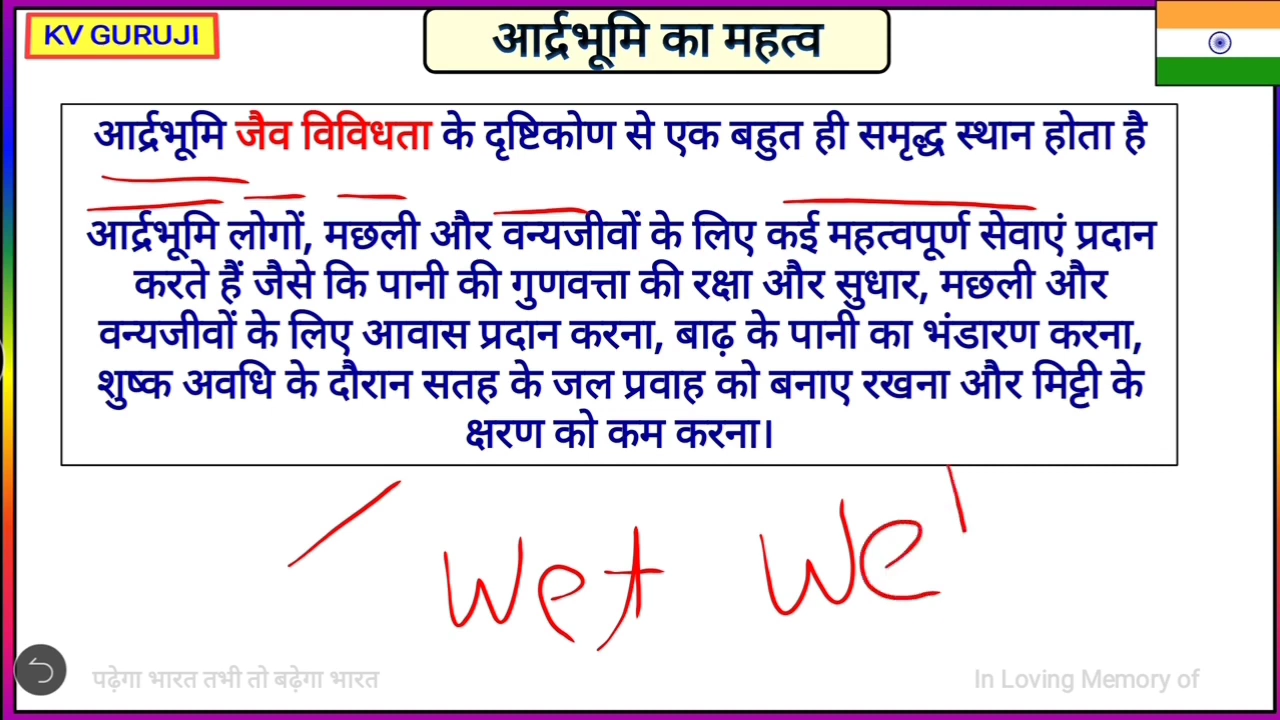 KV GURUJI
आर्द्रभूमि का महत्व
आर्द्रभूमि जैव विविधता के दृष्टिकोण से एक बहुत ही समृद्ध स्थान होता है
आर्द्रभूमि लोगों, मछली और वन्यजीवों के लिए कई महत्वपूर्ण सेवाएं प्रदान
करते हैं जैसे कि पानी की गुणवत्ता की रक्षा और सुधार, मछली और
वन्यजीवों के लिए आवास प्रदान करना, बाढ़ के पानी का भंडारण करना,
शुष्क अवधि के दौरान सतह के जल प्रवाह को बनाए रखना और मिट्टी के
क्षरण को कम करना।
Wet We
पढ़ेगा भारत तभी तो बढ़ेगा भारत
In Loving Memory of